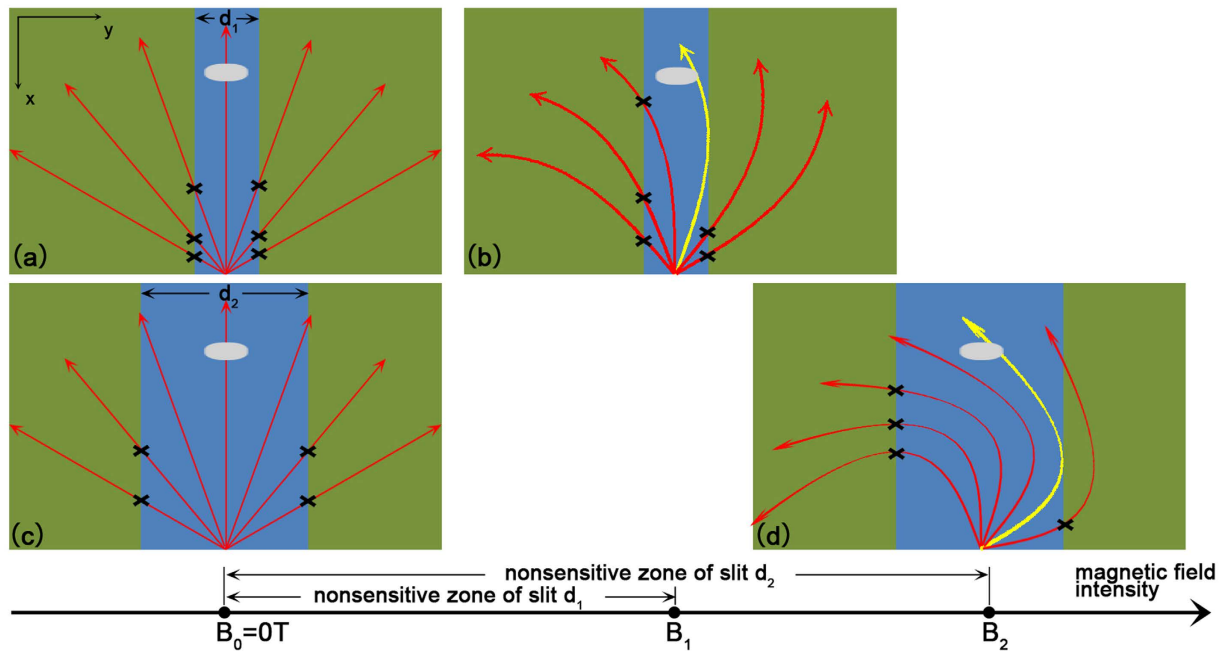 d1
y
x
(a)
(b)
d2
(c)
(d)
nonsensitive zone of slit d2
nonsensitive zone of slit d1
magnetic field
intensity
B0=0T
B1
B2